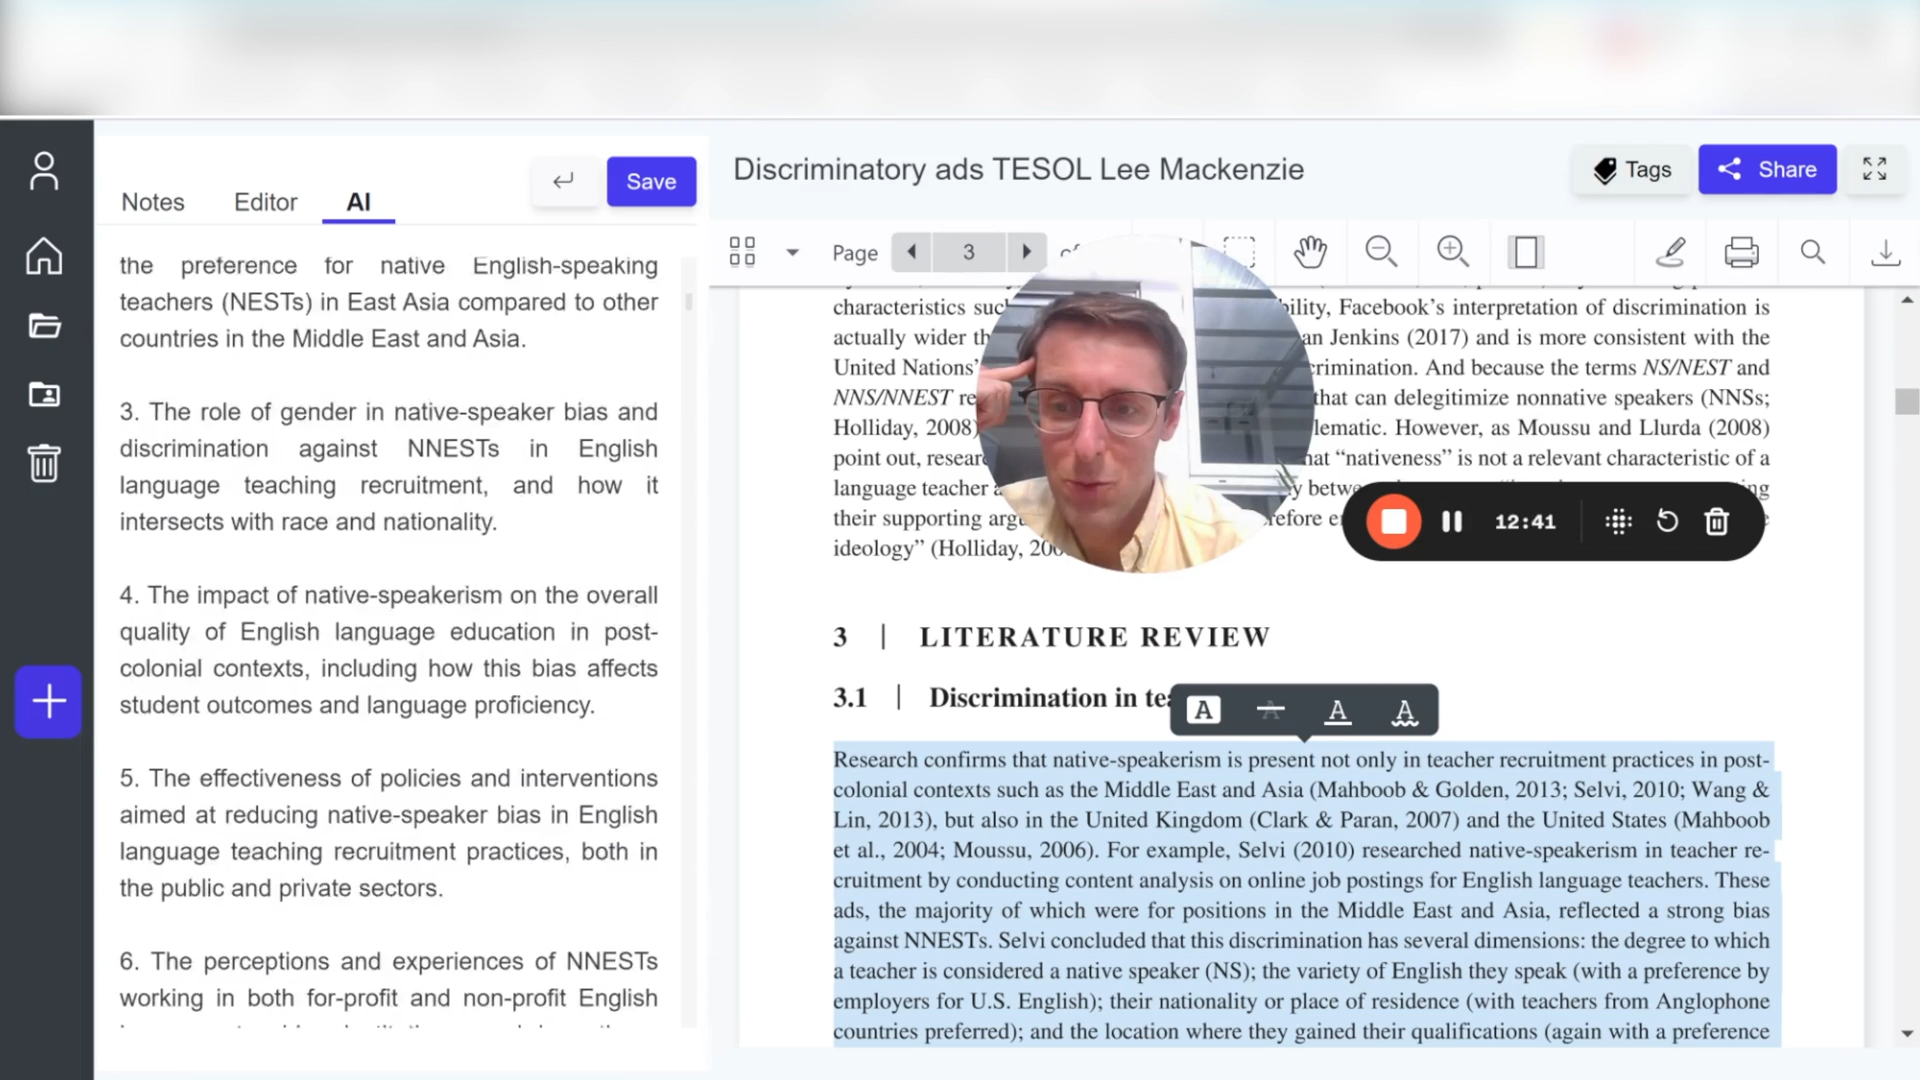 Notes Editor AI
Save
the preference for native English-speaking
teachers (NESTs) in East Asia compared to other
countries in the Middle East and Asia.
3. The role of gender in native-speaker bias and
discrimination against NNESTs in English
language teaching recruitment, and how it
intersects with race and nationality.
4. The impact of native-speakerism on the overall
quality of English language education in post-
colonial contexts, including how this bias affects
student outcomes and language proficiency.
5. The effectiveness of policies and interventions
aimed at reducing native-speaker bias in English
language teaching recruitment practices, both in
the public and private sectors.
6. The perceptions and experiences of NNESTs
working in both for-profit and non-profit English
Discriminatory ads TESOL Lee Mackenzie
Tags
Share
Page 3
characteristics Facebook's interpretation of discrimination is
actually wider Jenkins (2017) and is more consistent with the
United Nations' And because the terms NS/NEST and
NNS/NNEST that can delegitimize nonnative speakers (NNSs;
Holliday, 2008) However, as Moussu and Llurda (2008)
point out, "nativeness" is not a relevant characteristic of a
language teacher
their supporting
ideology" (Holliday,
12:41
3 | LITERATURE REVIEW
3.1 | Discrimination in
A A A A
Research confirms that native-speakerism is present not only in teacher recruitment practices in post-
colonial contexts such as the Middle East and Asia (Mahboob & Golden, 2013; Selvi, 2010; Wang &
Lin, 2013), but also in the United Kingdom (Clark & Paran, 2007) and the United States (Mahboob
et al., 2004; Moussu, 2006). For example, Selvi (2010) researched native-speakerism in teacher re-
cruitment by conducting content analysis on online job postings for English language teachers. These
ads, the majority of which were for positions in the Middle East and Asia, reflected a strong bias
against NNESTs. Selvi concluded that this discrimination has several dimensions: the degree to which
a teacher is considered a native speaker (NS); the variety of English they speak (with a preference by
employers for U.S. English); their nationality or place of residence (with teachers from Anglophone
countries preferred); and the location where they gained their qualifications (again with a preference